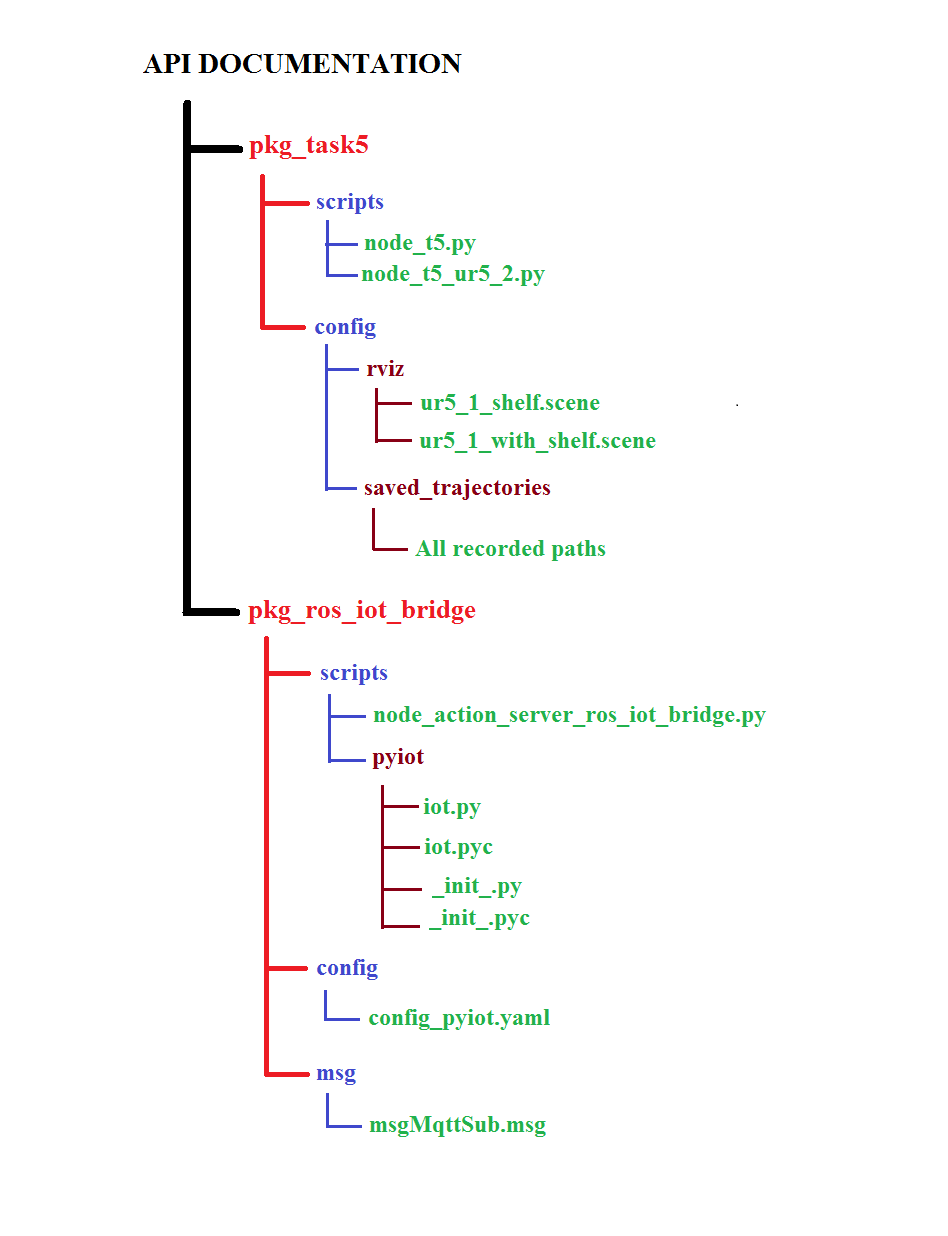 API DOCUMENTATION
pkg_task5
scripts
node_t5.py
node_t5_ur5_2.py
config
rviz
ur5_1_shelf.scene
ur5_1_with_shelf.scene
saved_trajectories
All recorded paths
pkg_ros_iot_bridge
scripts
node_action_server_ros_iot_bridge.py
pyiot
iot.py
iot.pyc
_init_.py
_init_.pyc
config
config_pyiot.yaml
msg
msgMqttSub.msg